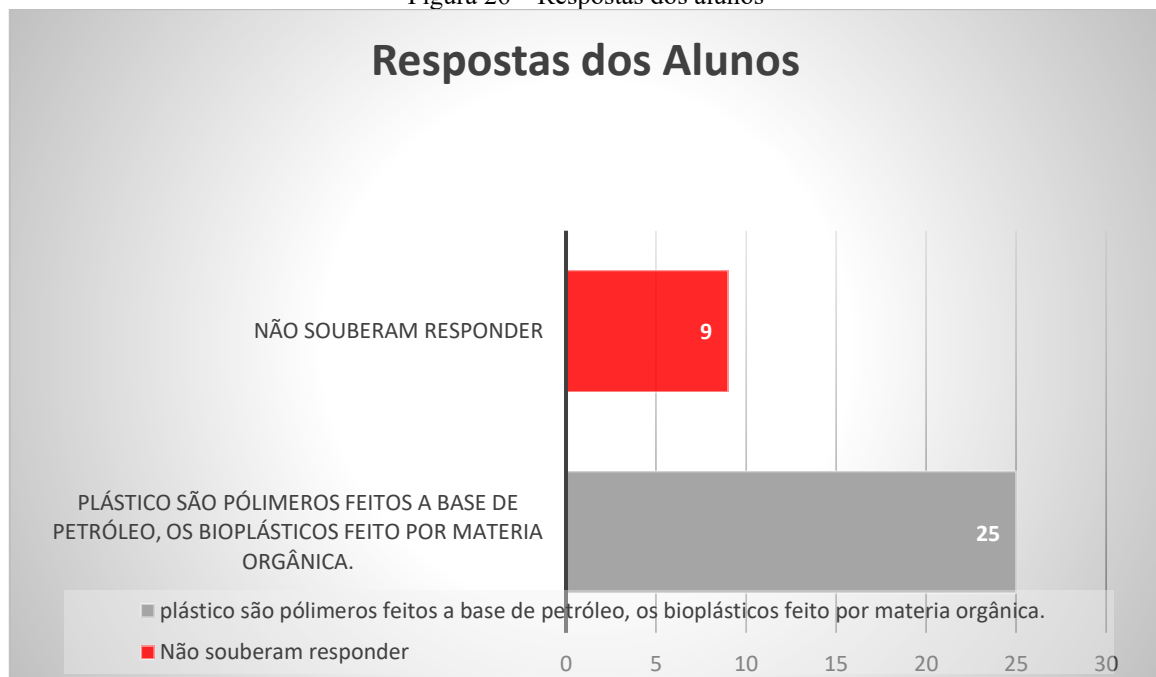 Respostas dos Alunos
NÃO SOUBERAM RESPONDER
9
PLÁSTICO SÃO PÓLIMEROS FEITOS A BASE DE
PETRÓLEO, OS BIOPLÁSTICOS FEITO POR MATERIA
ORGÂNICA.
25
plástico são pólimeros feitos a base de petróleo, os bioplásticos feito por materia orgânica.
Não souberam responder
0 5 10 15 20 25 30